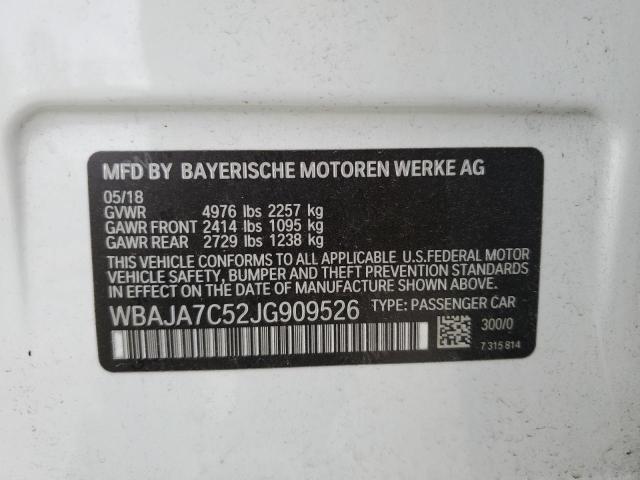 MFD BY BAYERISCHE MOTOREN WERKE AG
05/18
GVWR 4976 lbs 2257 kg
GAWR FRONT 2414 lbs 1095 kg
GAWR REAR 2729 lbs 1238 kg
THIS VEHICLE CONFORMS TO ALL APPLICABLE U.S.FEDERAL MOTOR
VEHICLE SAFETY, BUMPER AND THEFT PREVENTION STANDARDS
IN EFFECT ON THE DATE OF MANUFACTURE SHOWN ABOVE.
WBAJA7C52JG909526 TYPE: PASSENGER CAR
300/0
7 315 814